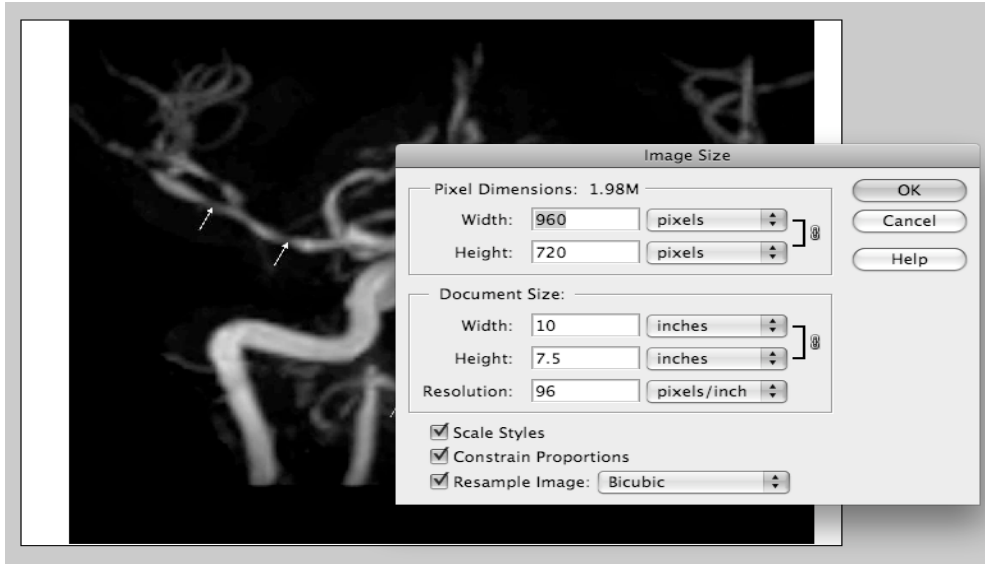 Image Size
Pixel Dimensions: 1.98M
OK
Width: 960 pixels
Cancel
Height: 720 pixels
Help
Document Size:
Width: 10 inches
Height: 7.5 inches
Resolution: 96 pixels/inch
Scale Styles
Constrain Proportions
Resample Image: Bicubic